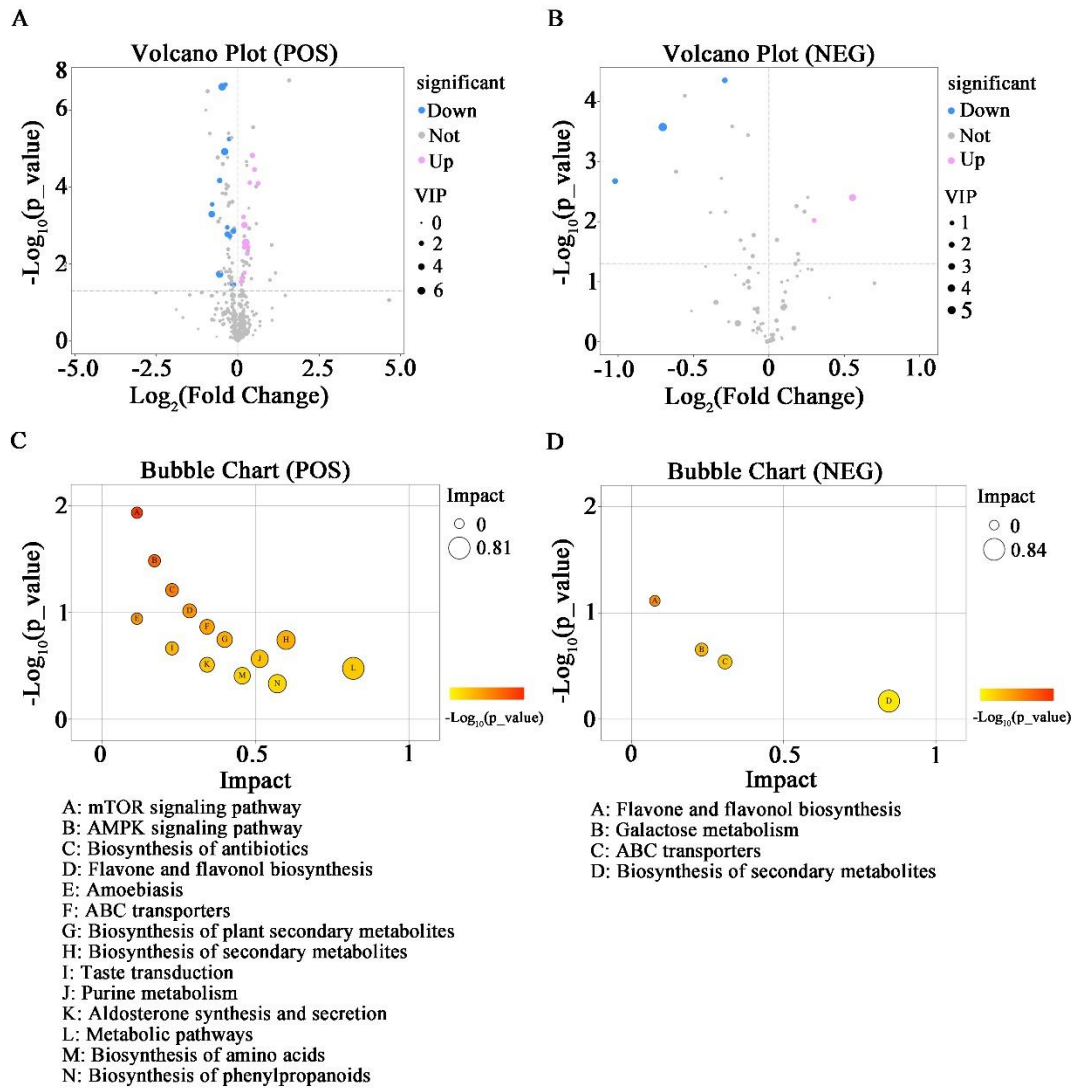 A
Volcano Plot (POS)
8
6
4
2
0
-Log10(p_value)
-5.0 -2.5 0 2.5 5.0
Log2(Fold Change)
significant
Down
Not
Up
VIP
0
2
4
6
B
Volcano Plot (NEG)
4
3
2
1
0
-Log10(p_value)
-1.0 -0.5 0 0.5 1.0
Log2(Fold Change)
significant
Down
Not
Up
VIP
1
2
3
4
5
C
Bubble Chart (POS)
2
1
0
-Log10(p_value)
A
B
C
D
E
F
G
H
I
J
K
L
M
N
0 0.5 1
Impact
Impact
0
0.81
-Log10(p_value)
A: mTOR signaling pathway
B: AMPK signaling pathway
C: Biosynthesis of antibiotics
D: Flavone and flavonol biosynthesis
E: Amoebiasis
F: ABC transporters
G: Biosynthesis of plant secondary metabolites
H: Biosynthesis of secondary metabolites
I: Taste transduction
J: Purine metabolism
K: Aldosterone synthesis and secretion
L: Metabolic pathways
M: Biosynthesis of amino acids
N: Biosynthesis of phenylpropanoids
D
Bubble Chart (NEG)
2
1
0
-Log10(p_value)
A
B
C
D
0 0.5 1
Impact
Impact
0
0.84
-Log10(p_value)
A: Flavone and flavonol biosynthesis
B: Galactose metabolism
C: ABC transporters
D: Biosynthesis of secondary metabolites